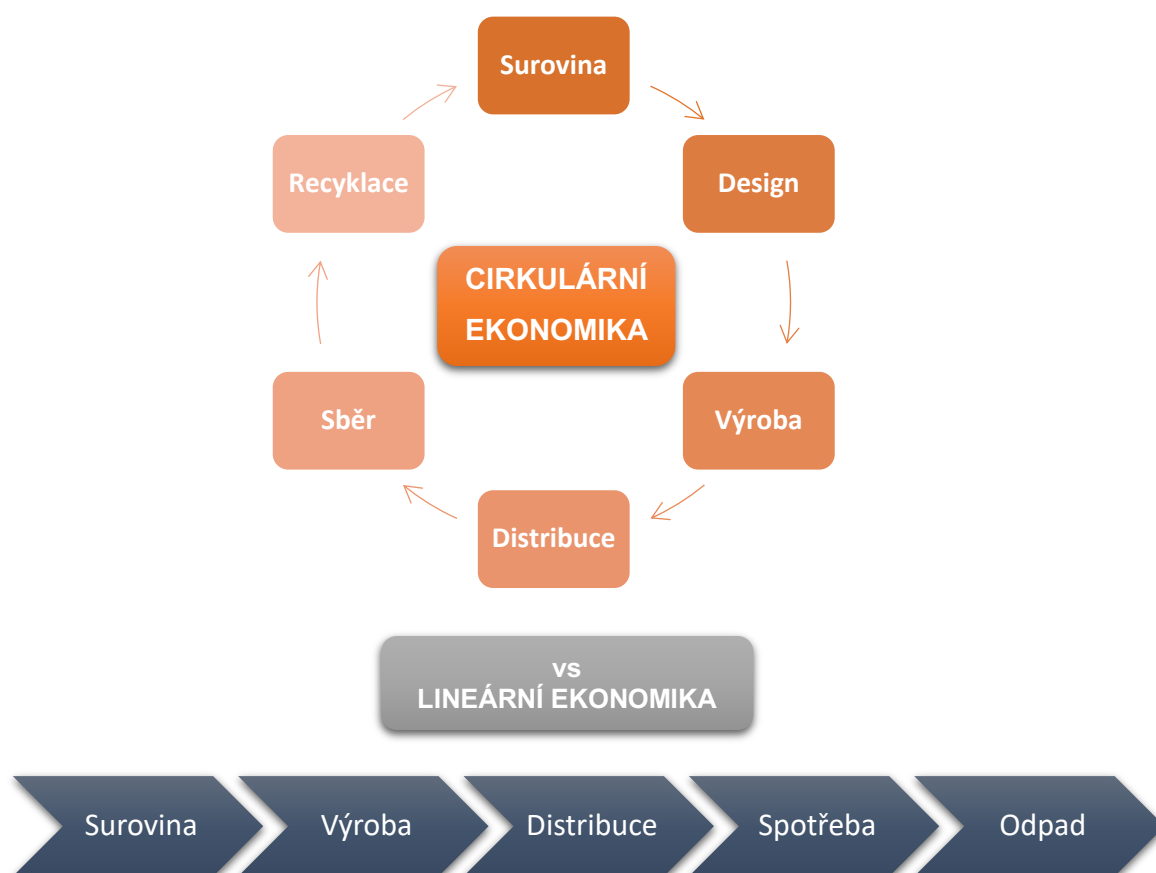 Surovina
Recyklace
Design
CIRKULÁRNÍ
EKONOMIKA
Sběr
Výroba
Distribuce
vs
LINEÁRNÍ EKONOMIKA
Surovina
Výroba
Distribuce
Spotřeba
Odpad